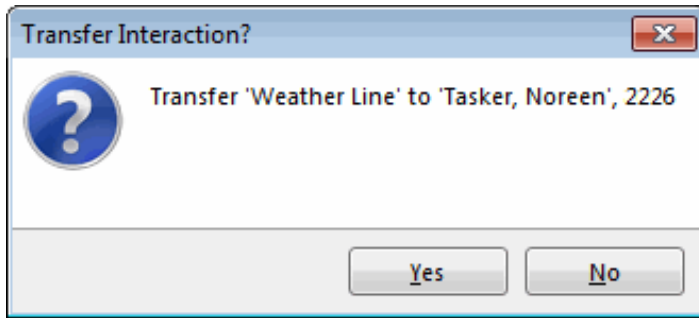 Transfer Interaction?
Transfer 'Weather Line' to 'Tasker, Noreen', 2226
Yes
No